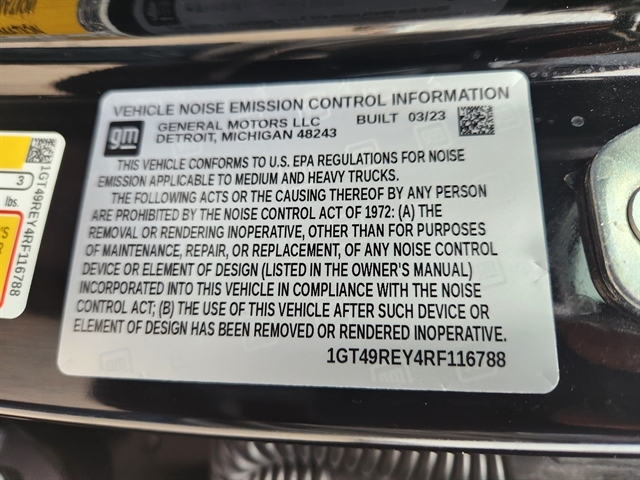 VEHICLE NOISE EMISSION CONTROL INFORMATION
gm
GENERAL MOTORS LLC BUILT 03/23
DETROIT, MICHIGAN 48243
THIS VEHICLE CONFORMS TO U.S. EPA REGULATIONS FOR NOISE
EMISSION APPLICABLE TO MEDIUM AND HEAVY TRUCKS.
THE FOLLOWING ACTS OR THE CAUSING THEREOF BY ANY PERSON
ARE PROHIBITED BY THE NOISE CONTROL ACT OF 1972: (A) THE
REMOVAL OR RENDERING INOPERATIVE, OTHER THAN FOR PURPOSES
OF MAINTENANCE, REPAIR, OR REPLACEMENT, OF ANY NOISE CONTROL
DEVICE OR ELEMENT OF DESIGN (LISTED IN THE OWNER'S MANUAL)
INCORPORATED INTO THIS VEHICLE IN COMPLIANCE WITH THE NOISE
CONTROL ACT; (B) THE USE OF THIS VEHICLE AFTER SUCH DEVICE OR
ELEMENT OF DESIGN HAS BEEN REMOVED OR RENDERED INOPERATIVE.
1GT49REY4RF116788
1GT49REY4RF116788
3
lbs.